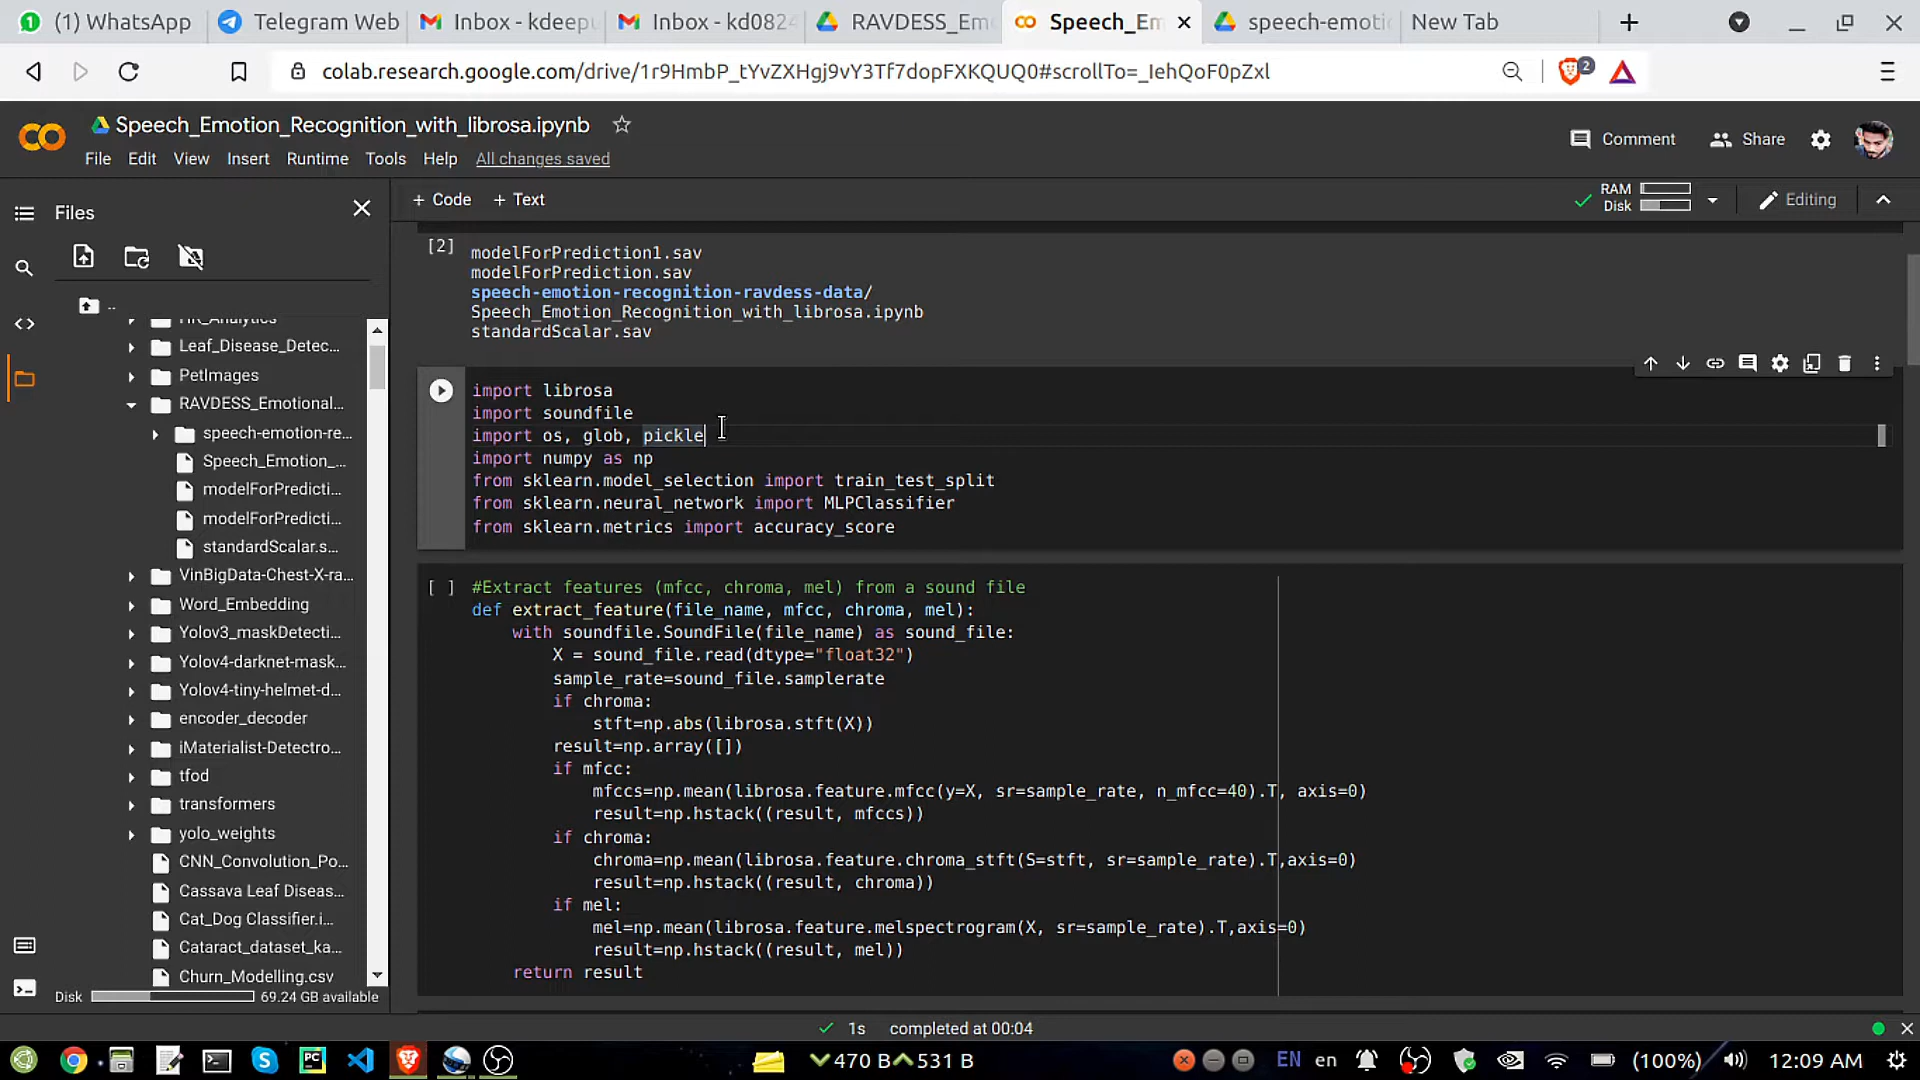 (1) WhatsApp
Telegram Web
Inbox - kdeepu
Inbox - kd0824
RAVDESS_Em
Speech_Em
speech-emoti
New Tab
colab.research.google.com/drive/1r9HmbP_tYvZXHgj9vY3Tf7dopFXKQUQ0#scrollTo=_IehQoF0pZxl
2
Speech_Emotion_Recognition_with_librosa.ipynb
File Edit View Insert Runtime Tools Help All changes saved
Comment Share
+ Code + Text
RAM
Disk
Editing
Files
..
HR_Analytics
Leaf_Disease_Detec...
PetImages
RAVDESS_Emotional...
speech-emotion-re...
Speech_Emotion_...
modelForPredicti...
modelForPredicti...
standardScalar.s...
VinBigData-Chest-X-ra...
Word_Embedding
Yolov3_maskDetecti...
Yolov4-darknet-mask...
Yolov4-tiny-helmet-d...
encoder_decoder
iMaterialist-Detectro...
tfod
transformers
yolo_weights
CNN_Convolution_Po...
Cassava Leaf Diseas...
Cat_Dog Classifier.i...
Cataract_dataset_ka...
Churn_Modelling.csv
Disk 69.24 GB available
[2]
modelForPrediction1.sav
modelForPrediction.sav
speech-emotion-recognition-ravdess-data/
Speech_Emotion_Recognition_with_librosa.ipynb
standardScalar.sav
import librosa
import soundfile
import os, glob, pickle
import numpy as np
from sklearn.model_selection import train_test_split
from sklearn.neural_network import MLPClassifier
from sklearn.metrics import accuracy_score
[ ] #Extract features (mfcc, chroma, mel) from a sound file
def extract_feature(file_name, mfcc, chroma, mel):
with soundfile.SoundFile(file_name) as sound_file:
X = sound_file.read(dtype="float32")
sample_rate=sound_file.samplerate
if chroma:
stft=np.abs(librosa.stft(X))
result=np.array([])
if mfcc:
mfccs=np.mean(librosa.feature.mfcc(y=X, sr=sample_rate, n_mfcc=40).T, axis=0)
result=np.hstack((result, mfccs))
if chroma:
chroma=np.mean(librosa.feature.chroma_stft(S=stft, sr=sample_rate).T,axis=0)
result=np.hstack((result, chroma))
if mel:
mel=np.mean(librosa.feature.melspectrogram(X, sr=sample_rate).T,axis=0)
result=np.hstack((result, mel))
return result
1s completed at 00:04
470 B 531 B
EN en (100%) 12:09 AM